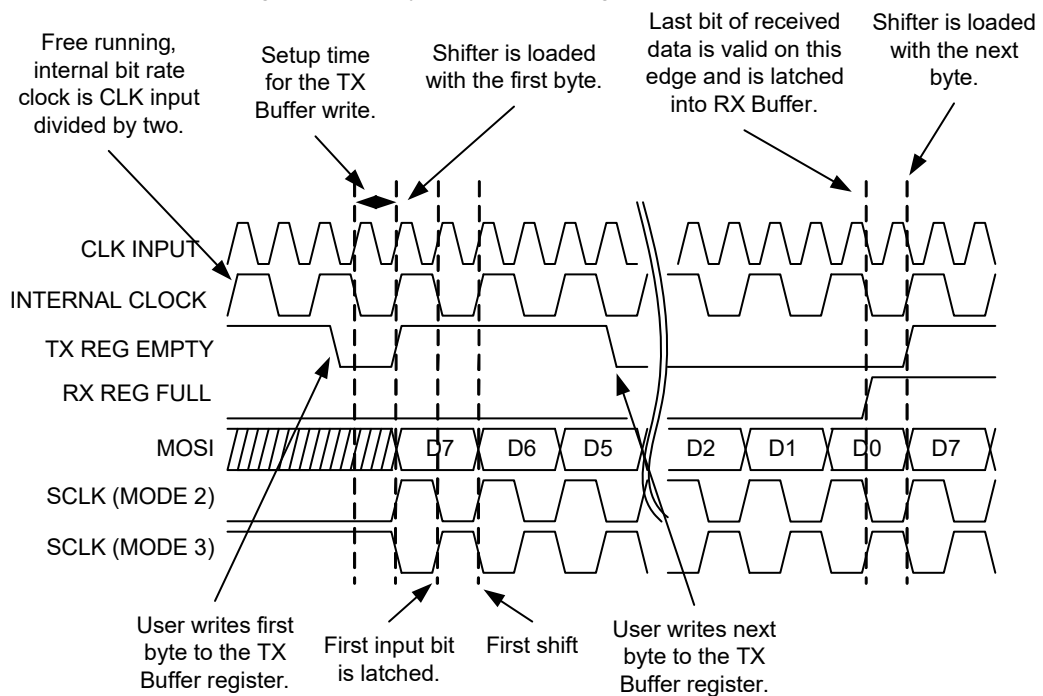 Free running,
internal bit rate
clock is CLK input
divided by two.
Setup time
for the TX
Buffer write.
Shifter is loaded
with the first byte.
Last bit of received
data is valid on this
edge and is latched
into RX Buffer.
Shifter is loaded
with the next
byte.
CLK INPUT
INTERNAL CLOCK
TX REG EMPTY
RX REG FULL
MOSI
D7
D6
D5
D2
D1
D0
D7
SCLK (MODE 2)
SCLK (MODE 3)
User writes first
byte to the TX
Buffer register.
First input bit
is latched.
First shift
User writes next
byte to the TX
Buffer register.